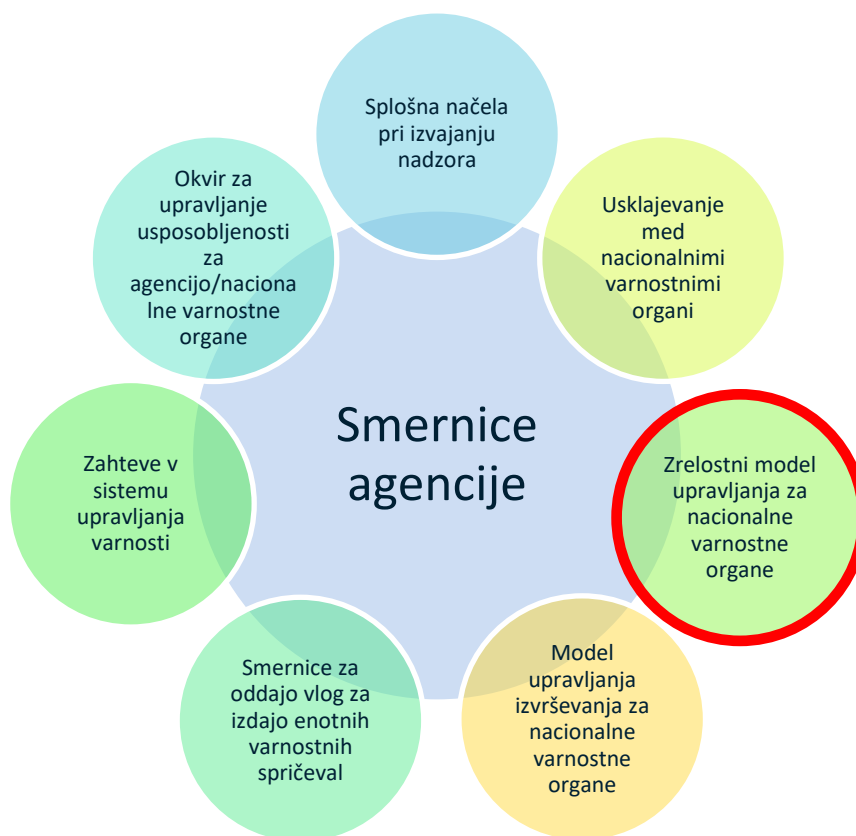 Splošna načela
pri izvajanju
nadzora
Okvir za
upravljanje
usposobljenosti
za
agencijo/naciona
lne varnostne
organe
Usklajevanje
med
nacionalnimi
varnostnimi
organi
Smernice
agencije
Zahteve v
sistemu
upravljanja
varnosti
Zrelostni model
upravljanja za
nacionalne
varnostne
organe
Smernice za
oddajo vlog za
izdajo enotnih
varnostnih
spričeval
Model
upravljanja
izvrševanja za
nacionalne
varnostne
organe